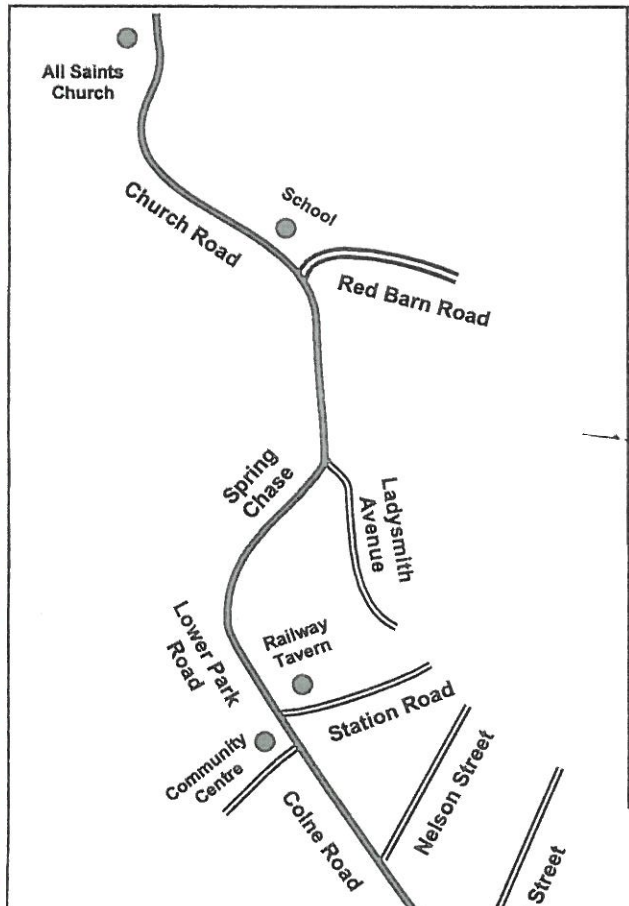 All Saints
Church
School
Church Road
Red Barn Road
Spring
Chase
Ladysmith
Avenue
Lower Park
Road
Railway
Tavern
Station Road
Community
Centre
Nelson Street
Colne Road
Street